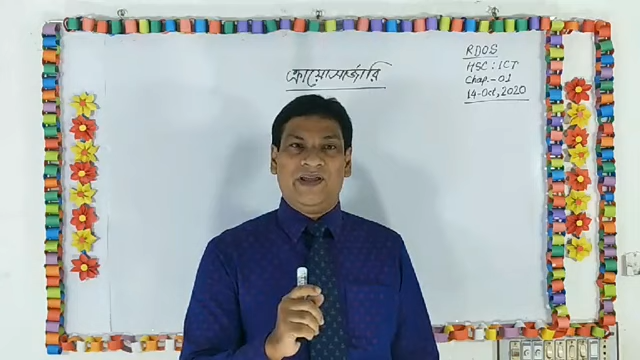 ক্রায়োসার্জারি
RDOS
HSC : ICT
Chap.- 01
14-Oct, 2020